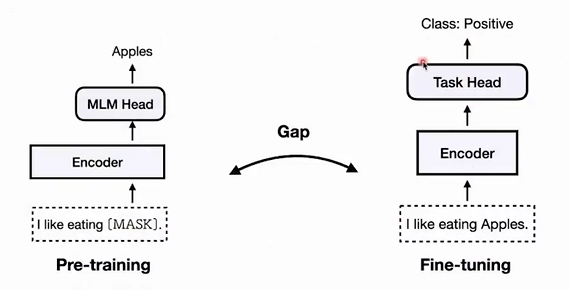 Apples
MLM Head
Encoder
I like eating [MASK].
Pre-training
Gap
Class: Positive
Task Head
Encoder
I like eating Apples.
Fine-tuning